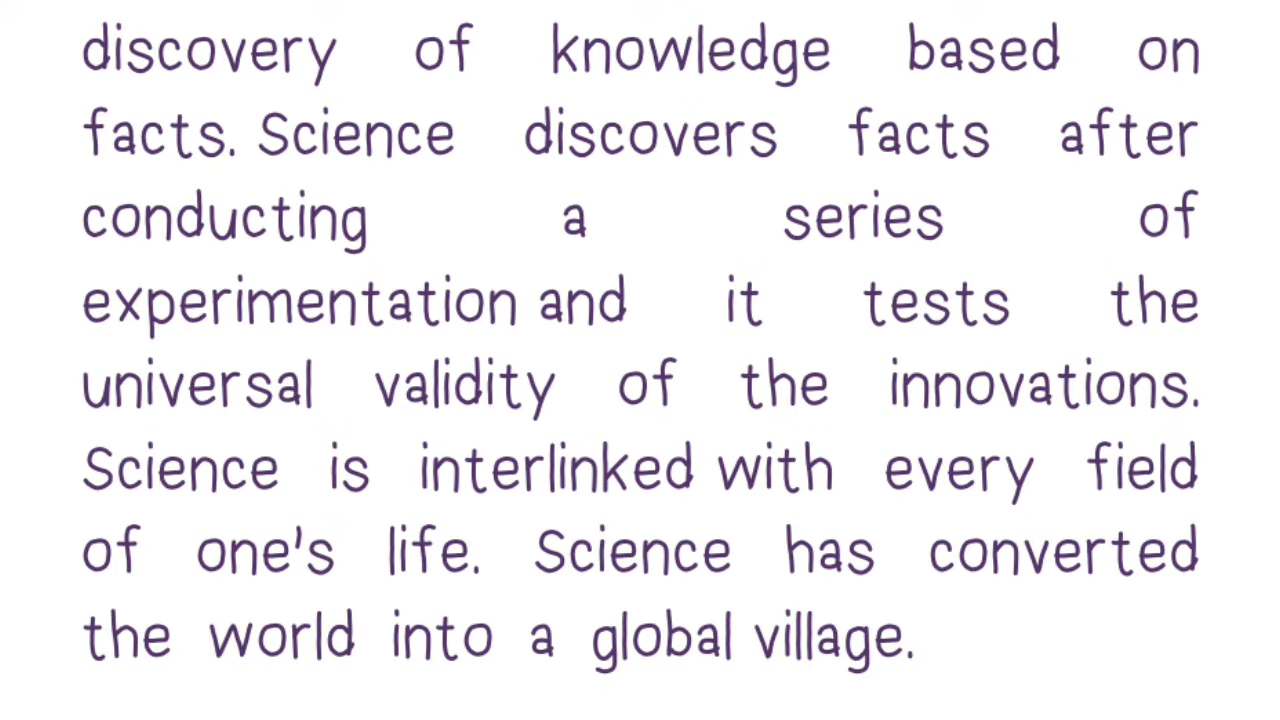 discovery of knowledge based on
facts. Science discovers facts after
conducting a series of
experimentation and it tests the
universal validity of the innovations.
Science is interlinked with every field
of one's life. Science has converted
the world into a global village.